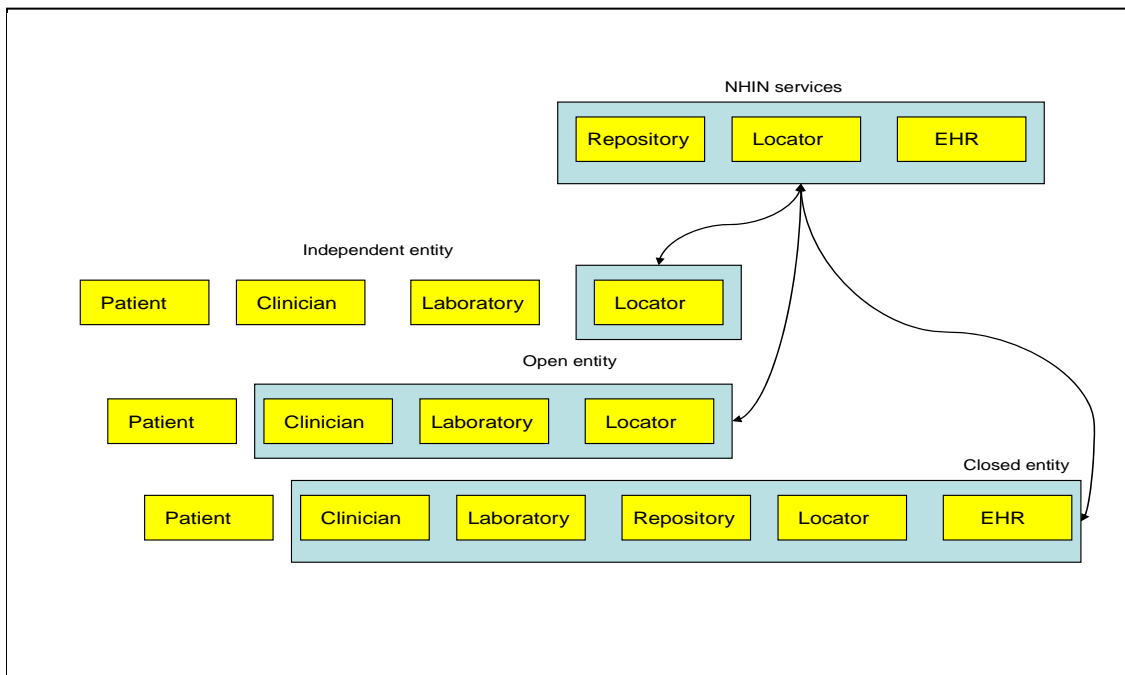 NHIN services
Repository Locator EHR
Independent entity
Patient Clinician Laboratory Locator
Open entity
Patient Clinician Laboratory Locator
Closed entity
Patient Clinician Laboratory Repository Locator EHR